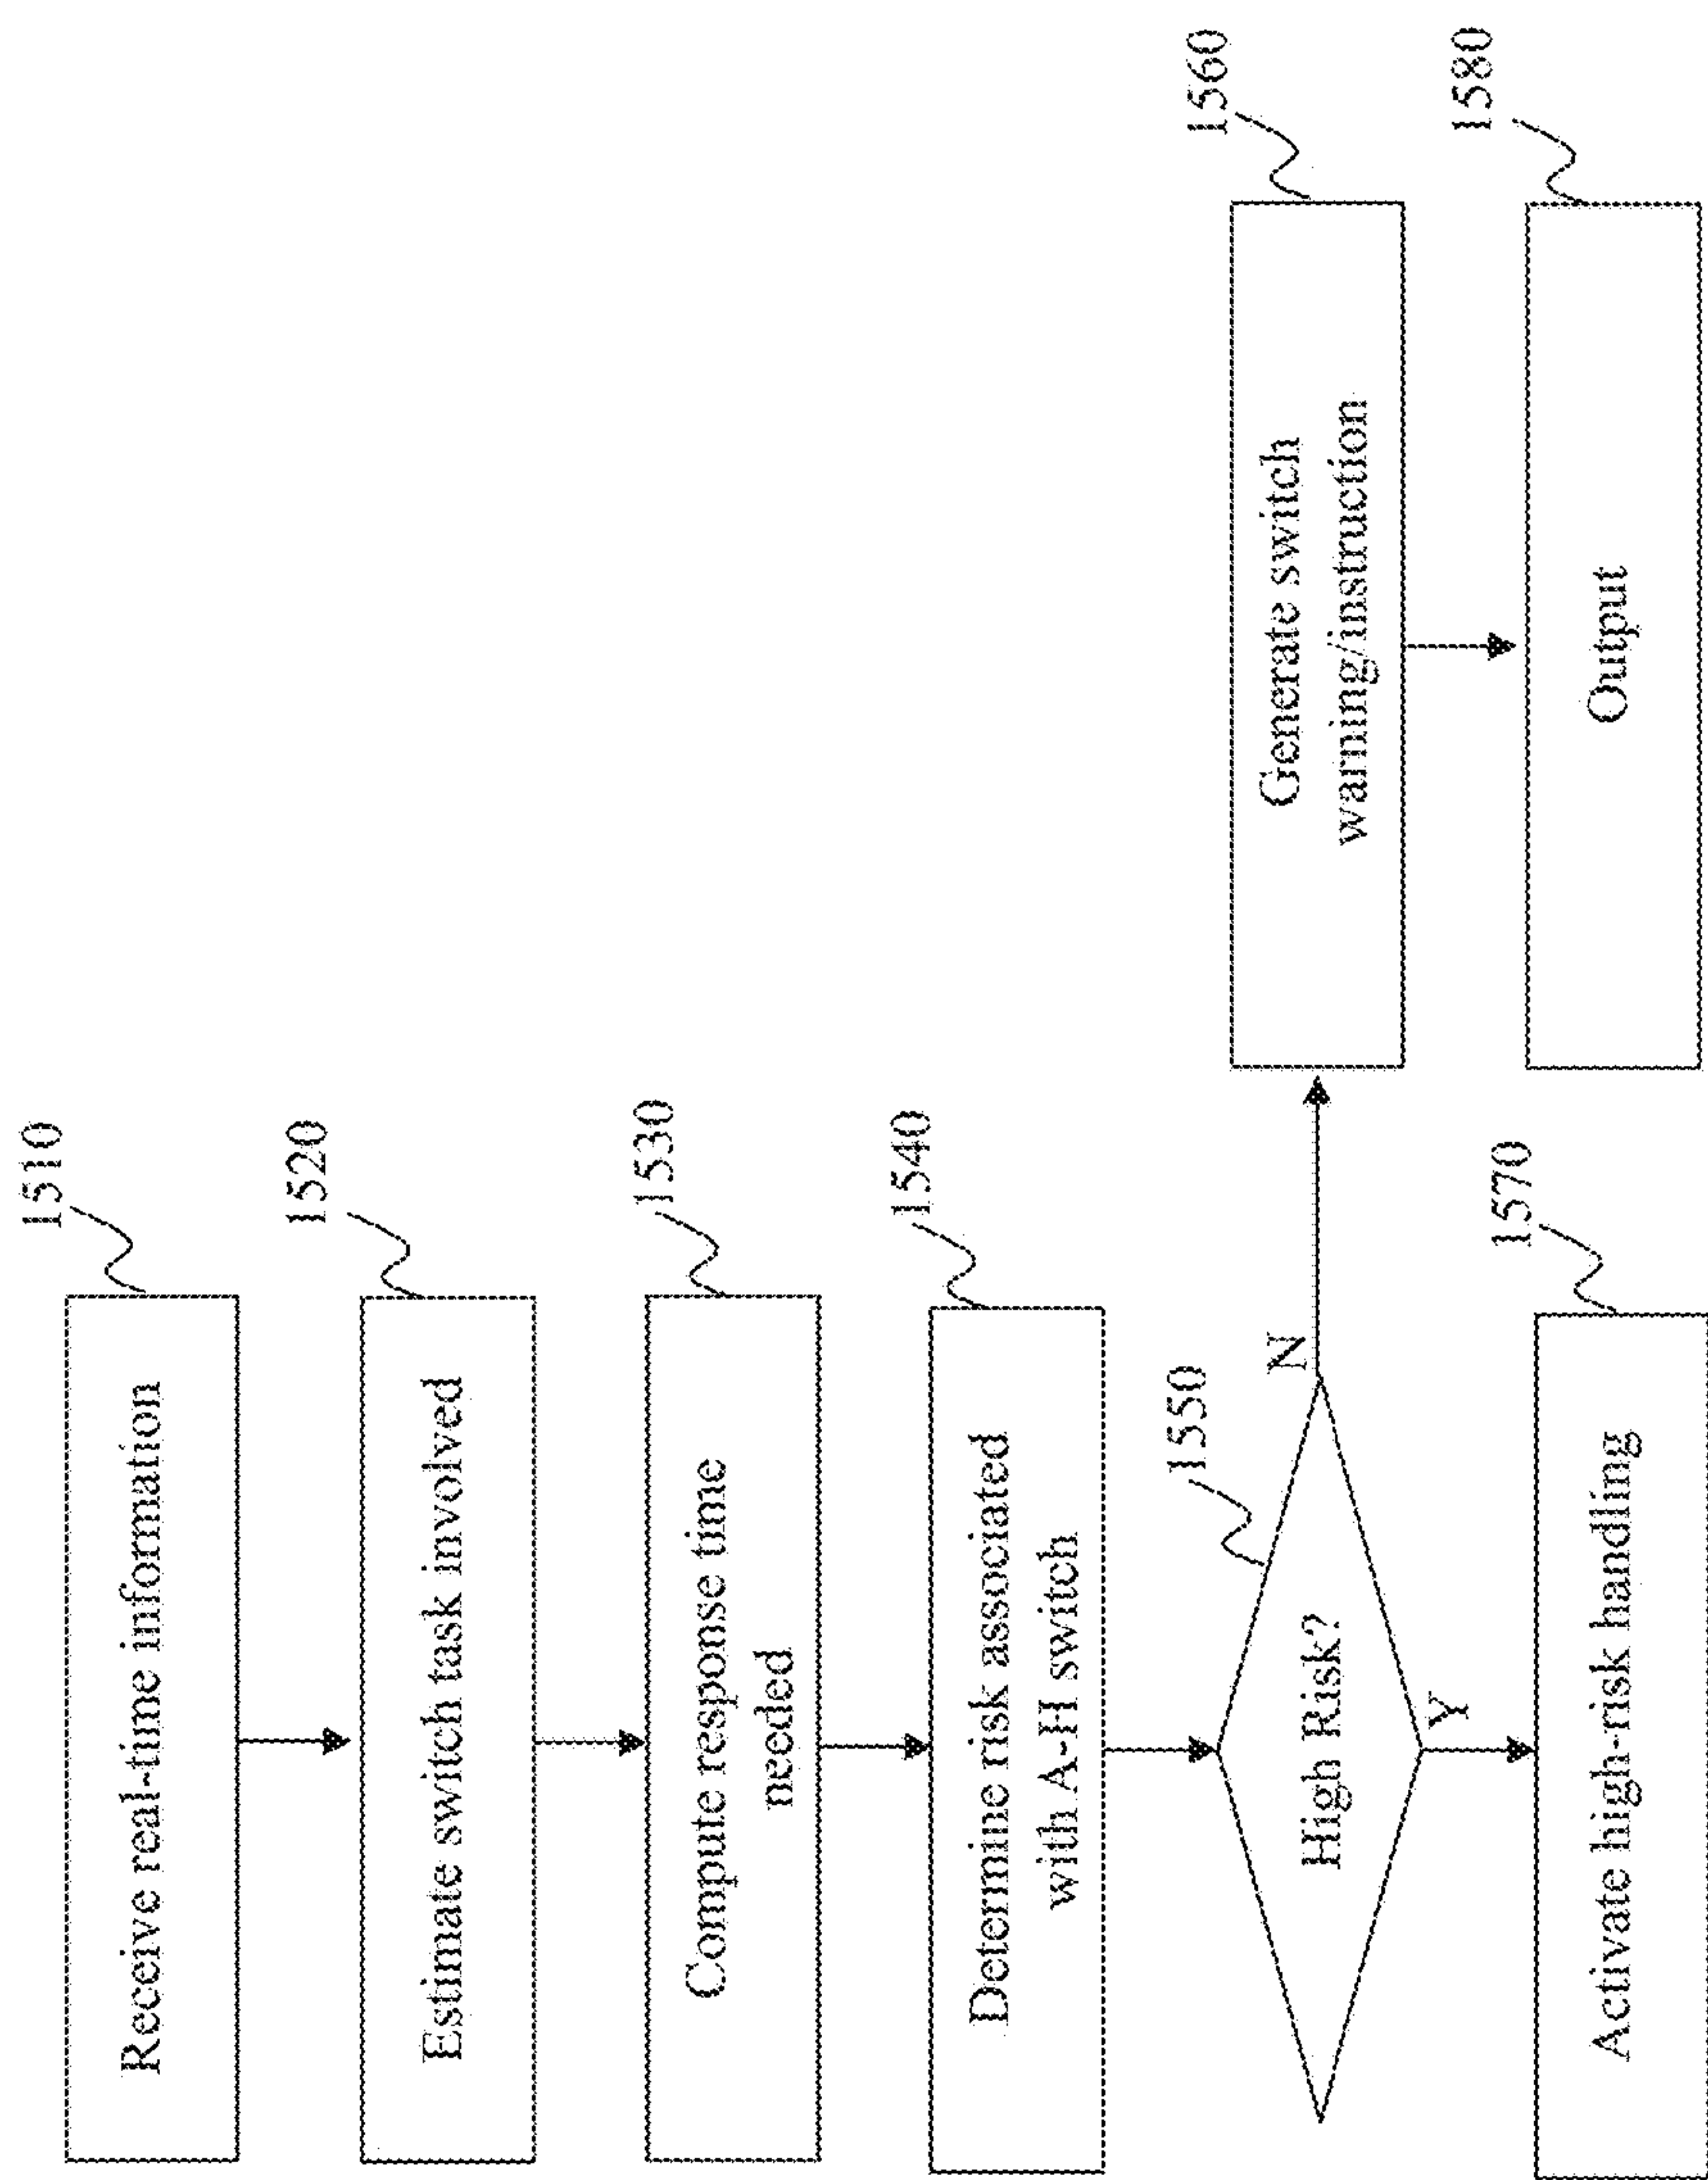 1510
Receive real-time information
1520
Estimate switch task involved
1530
Compute response time
needed
1540
Determine risk associated
with A-H switch
1550
High Risk?
N
Y
1560
Generate switch
warning/instruction
1570
Activate high-risk handling
1580
Output